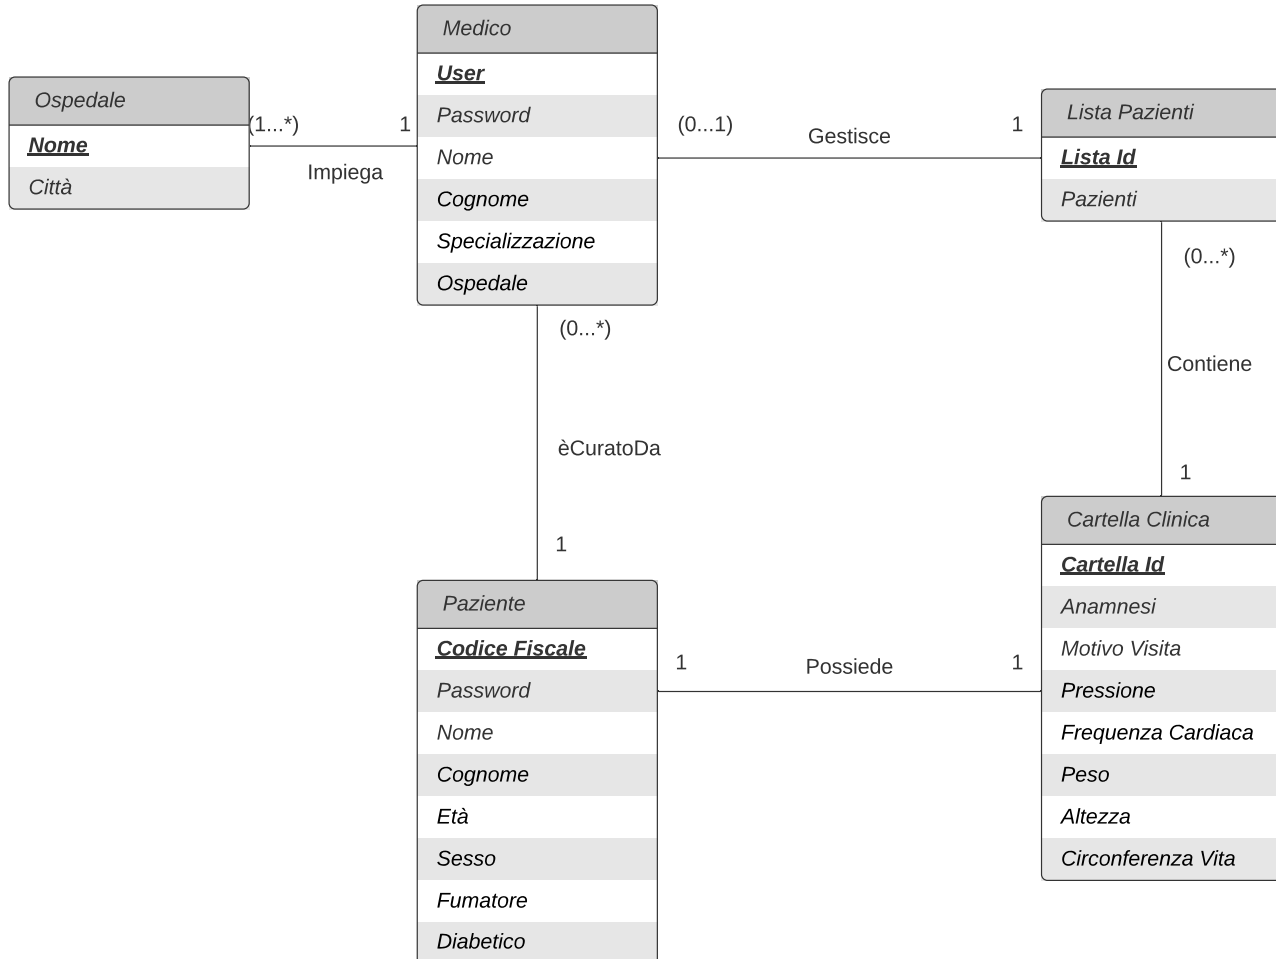 Ospedale
Nome
Città
(1...*)
1
Impiega
Medico
User
Password
Nome
Cognome
Specializzazione
Ospedale
(0...1)
Gestisce
1
Lista Pazienti
Lista Id
Pazienti
(0...*)
èCuratoDa
1
(0...*)
Contiene
1
Paziente
Codice Fiscale
Password
Nome
Cognome
Età
Sesso
Fumatore
Diabetico
1
Possiede
1
Cartella Clinica
Cartella Id
Anamnesi
Motivo Visita
Pressione
Frequenza Cardiaca
Peso
Altezza
Circonferenza Vita